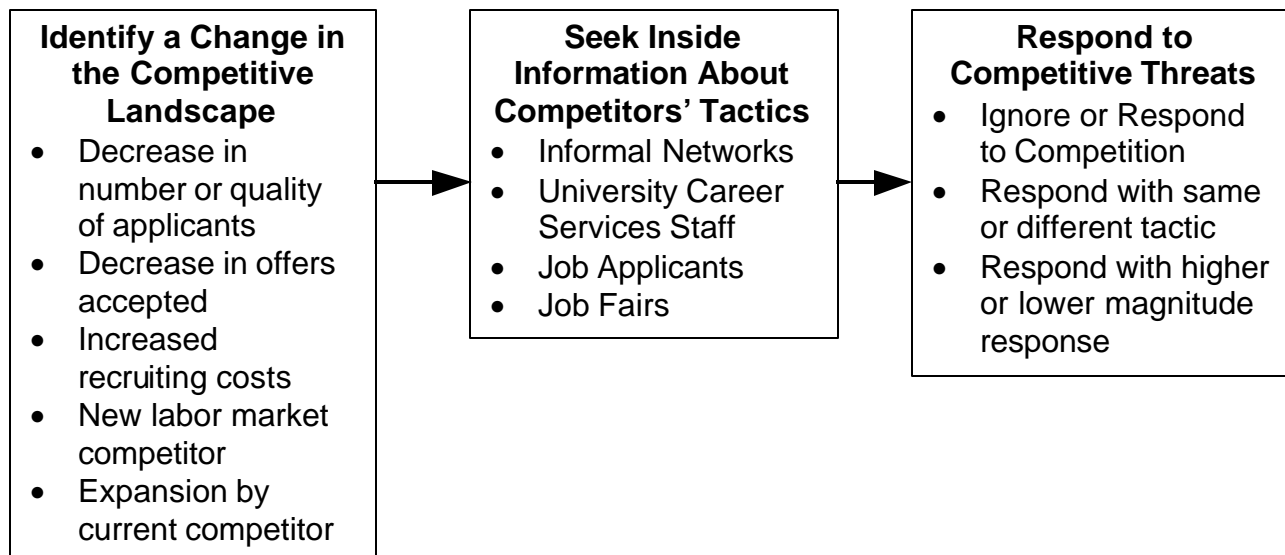 Identify a Change in
the Competitive
Landscape
• Decrease in
number or quality
of applicants
• Decrease in offers
accepted
• Increased
recruiting costs
• New labor market
competitor
• Expansion by
current competitor
Seek Inside
Information About
Competitors’ Tactics
• Informal Networks
• University Career
Services Staff
• Job Applicants
• Job Fairs
Respond to
Competitive Threats
• Ignore or Respond
to Competition
• Respond with same
or different tactic
• Respond with higher
or lower magnitude
response